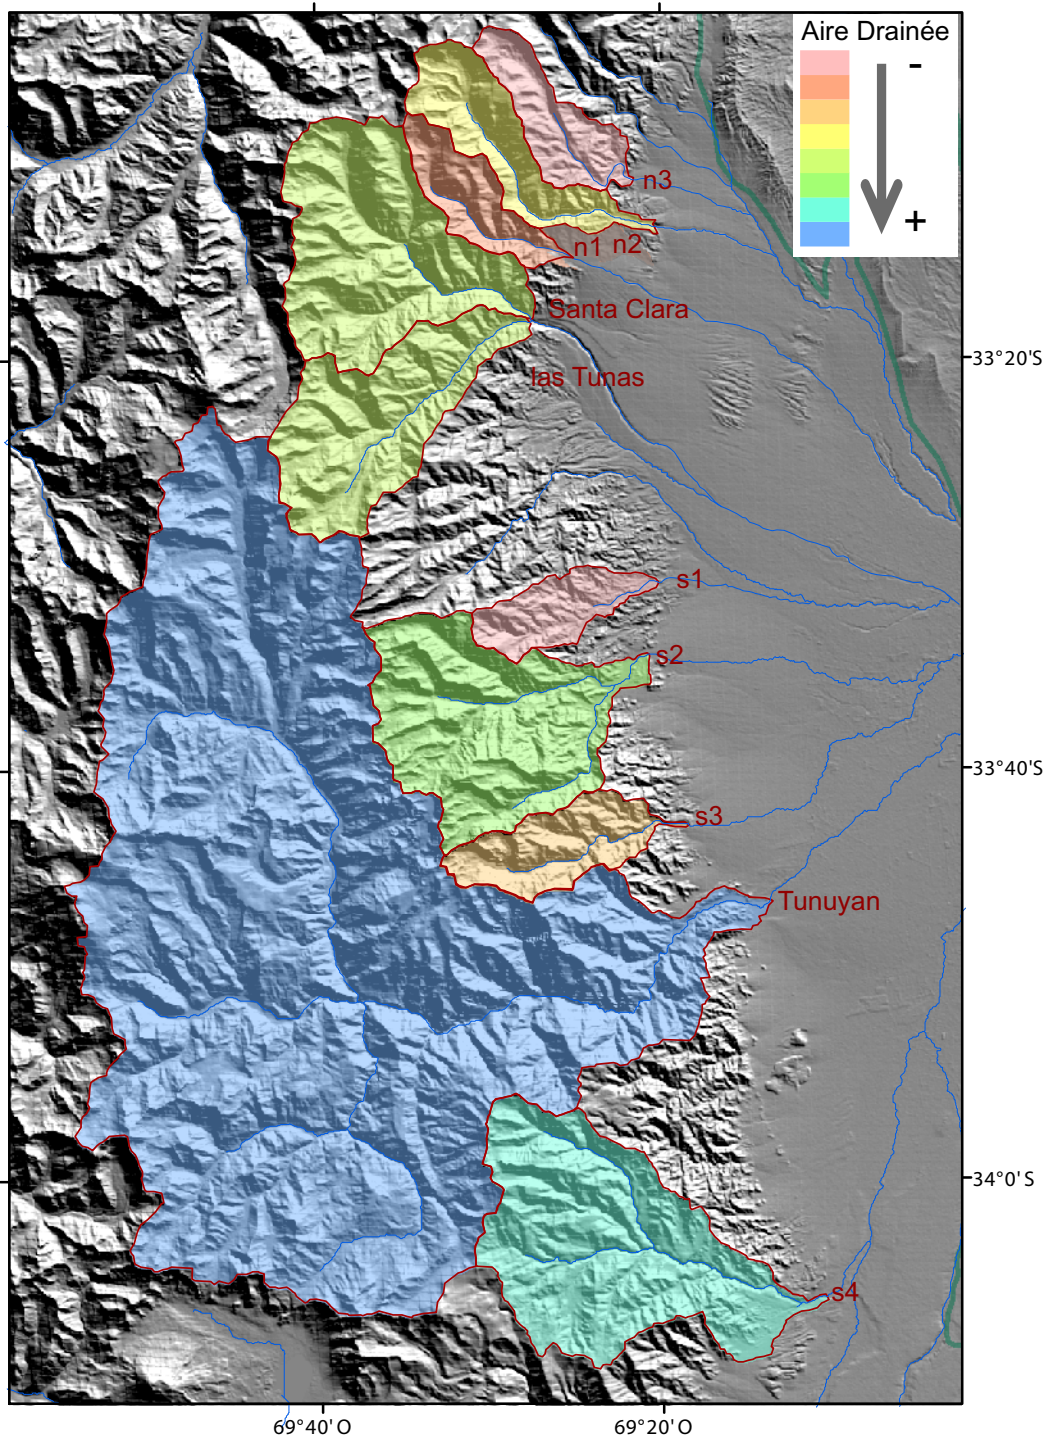 Aire Drainée
-
+
n3
n1 n2
Santa Clara
las Tunas
33°20'S
s1
s2
33°40'S
s3
Tunuyan
34°0'S
s4
69°40'O
69°20'O